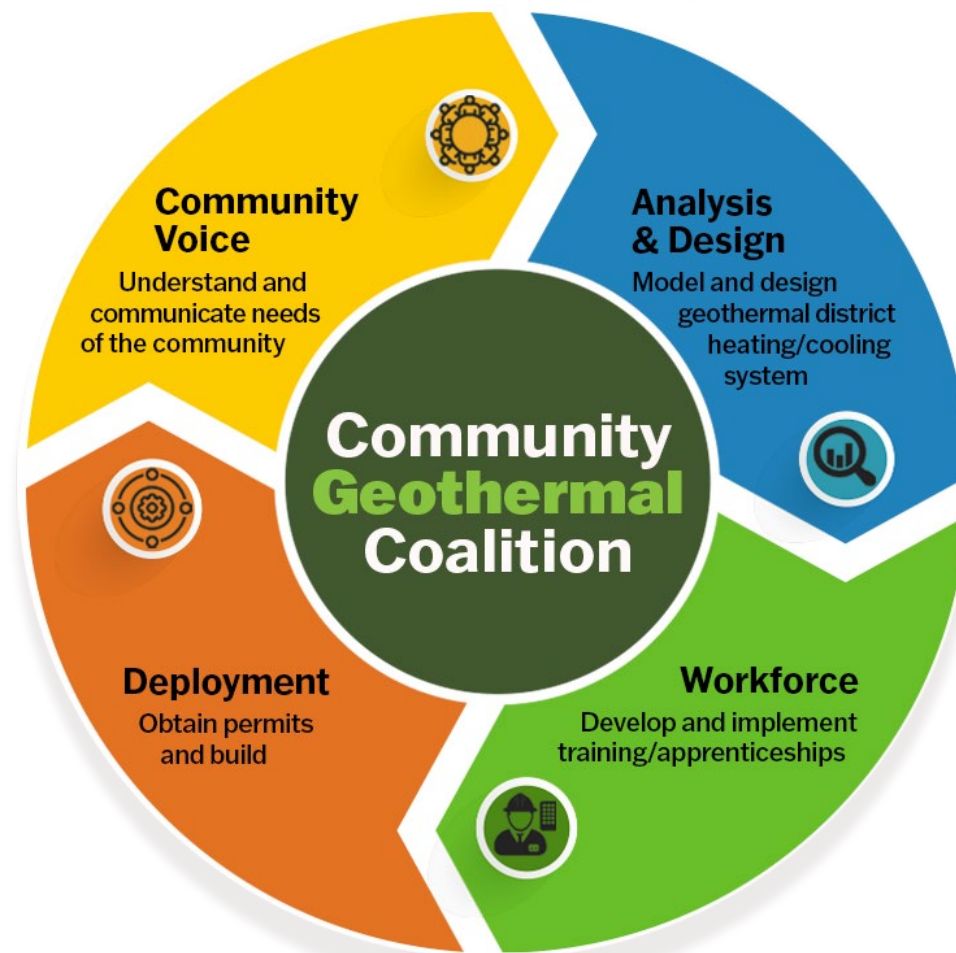 Community
Voice
Understand and
communicate needs
of the community
Analysis
& Design
Model and design
geothermal district
heating/cooling
system
Community
Geothermal
Coalition
Deployment
Obtain permits
and build
Workforce
Develop and implement
training/apprenticeships